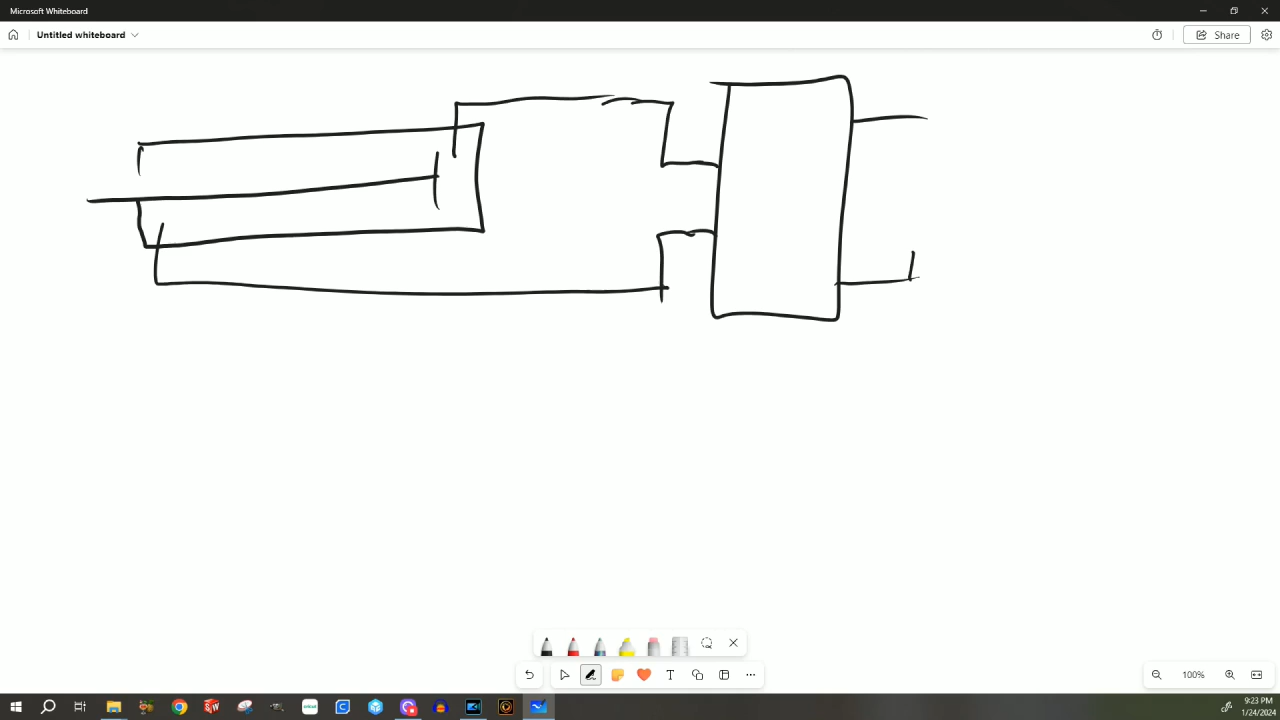 Microsoft Whiteboard
Untitled whiteboard
Share
100%
9:23 PM
1/24/2024